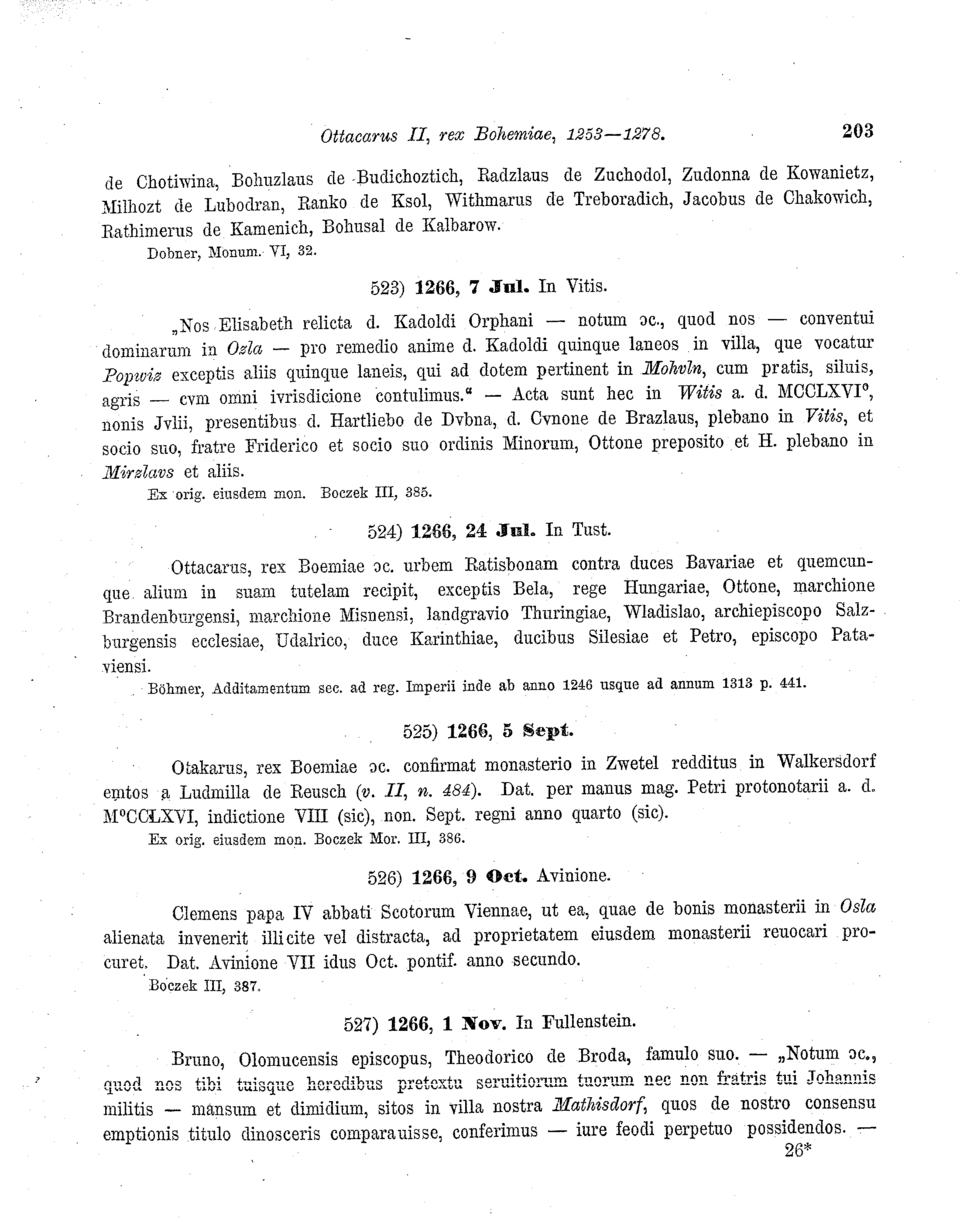 Ottacarus II, rex Bohemiae, 1253—1278. 203
de Chotiwina, Bohuzlaus de Budichoztich, Radzlaus de Zuchodol, Zudonna de Kowanietz,
Milhozt de Lubodran, Ranko de Ksol, Withmarus de Treboradich, Jacobus de Chakowich,
Rathimerus de Kamenich, Bohusal de Kalbarow.
Dobner, Monum. VI, 32.
523) 1266, 7 Jul. In Vitis.
„Nos Elisabeth relicta d. Kadoldi Orphani — notum ɔc., quod nos — conventui
dominarum in Ozla — pro remedio anime d. Kadoldi quinque laneos in villa, que vocatur
Popwiz exceptis aliis quinque laneis, qui ad dotem pertinent in Mohvln, cum pratis, siluis,
agris — cvm omni ivrisdicione contulimus.“ — Acta sunt hec in Witis a. d. MCCLXVI⁰,
nonis Jvlii, presentibus d. Hartliebo de Dvbna, d. Cvnone de Brazlaus, plebano in Vitis, et
socio suo, fratre Friderico et socio suo ordinis Minorum, Ottone preposito et H. plebano in
Mirzlavs et aliis.
Ex orig. eiusdem mon. Boczek III, 385.
524) 1266, 24 Jul. In Tust.
Ottacarus, rex Boemiae ɔc. urbem Ratisbonam contra duces Bavariae et quemcun-
que alium in suam tutelam recipit, exceptis Bela, rege Hungariae, Ottone, marchione
Brandenburgensi, marchione Misnensi, landgravio Thuringiae, Wladislao, archiepiscopo Salz-
burgensis ecclesiae, Udalrico, duce Karinthiae, ducibus Silesiae et Petro, episcopo Pata-
viensi.
Böhmer, Additamentum sec. ad reg. Imperii inde ab anno 1246 usque ad annum 1313 p. 441.
525) 1266, 5 Sept.
Otakarus, rex Boemiae ɔc. confirmat monasterio in Zwetel redditus in Walkersdorf
emtos a Ludmilla de Reusch (v. II, n. 484). Dat. per manus mag. Petri protonotarii a. d.
M⁰CCLXVI, indictione VIII (sic), non. Sept. regni anno quarto (sic).
Ex orig. eiusdem mon. Boczek Mor. III, 386.
526) 1266, 9 Oct. Avinione.
Clemens papa IV abbati Scotorum Viennae, ut ea, quae de bonis monasterii in Osla
alienata invenerit illicite vel distracta, ad proprietatem eiusdem monasterii reuocari pro-
curet. Dat. Avinione VII idus Oct. pontif. anno secundo.
Boczek III, 387.
527) 1266, 1 Nov. In Fullenstein.
Bruno, Olomucensis episcopus, Theodorico de Broda, famulo suo. — „Notum ɔc.,
quod nos tibi tuisque heredibus pretextu seruitiorum tuorum nec non fratris tui Johannis
militis — mansum et dimidium, sitos in villa nostra Mathisdorf, quos de nostro consensu
emptionis titulo dinosceris comparauisse, conferimus — iure feodi perpetuo possidendos. —
26*